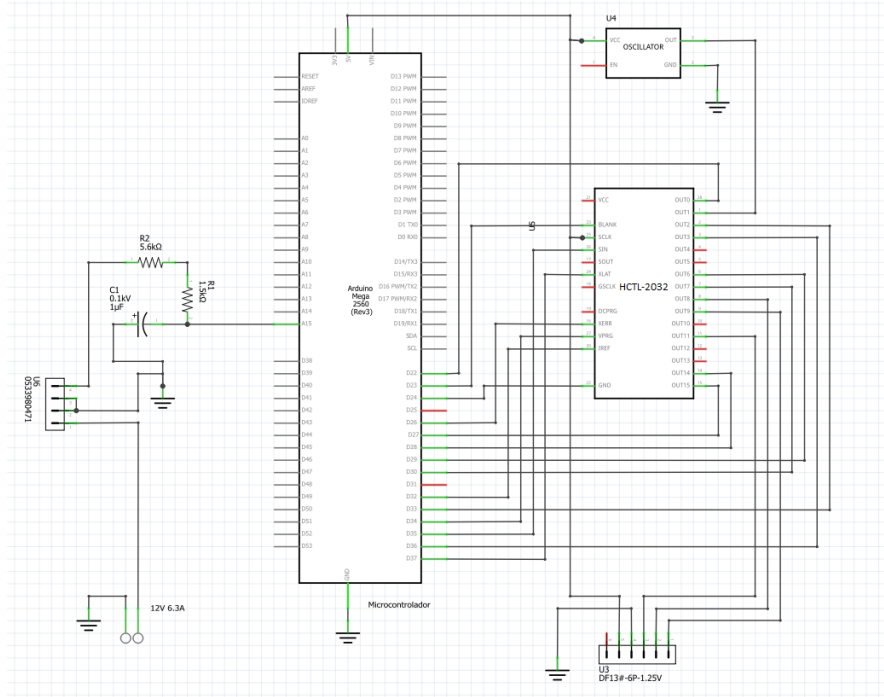 U4
VCC
OUT
OSCILLATOR
EN
GND
3V3
5V
VIN
RESET
AREF
IOREF
A0
A1
A2
A3
A4
A5
A6
A7
A8
A9
A10
A11
A12
A13
A14
A15
D38
D39
D40
D41
D42
D43
D44
D45
D46
D47
D48
D49
D50
D51
D52
D53
D13 PWM
D12 PWM
D11 PWM
D10 PWM
D9 PWM
D8 PWM
D7 PWM
D6 PWM
D5 PWM
D4 PWM
D2 PWM
D3 PWM
D1 TX0
D0 RX0
D14/TX3
D15/RX3
D16 PWM/TX2
D17 PWM/RX2
D18/TX1
D19/RX1
SDA
SCL
D22
D23
D24
D25
D26
D27
D28
D29
D30
D31
D32
D33
D34
D35
D36
D37
GND
Arduino
Mega
2560
(Rev3)
Microcontrolador
R2
5.6kΩ
R1
1.5kΩ
C1
0.1kV
1µF
U6
0533980471
12V 6.3A
U5
VCC
BLANK
SCLK
SIN
SOUT
XLAT
GSCLK
DCPRG
XERR
VPRG
IREF
GND
HCTL-2032
OUT0
OUT1
OUT2
OUT3
OUT4
OUT5
OUT6
OUT7
OUT8
OUT9
OUT10
OUT11
OUT12
OUT13
OUT14
OUT15
U3
DF13#-6P-1.25V